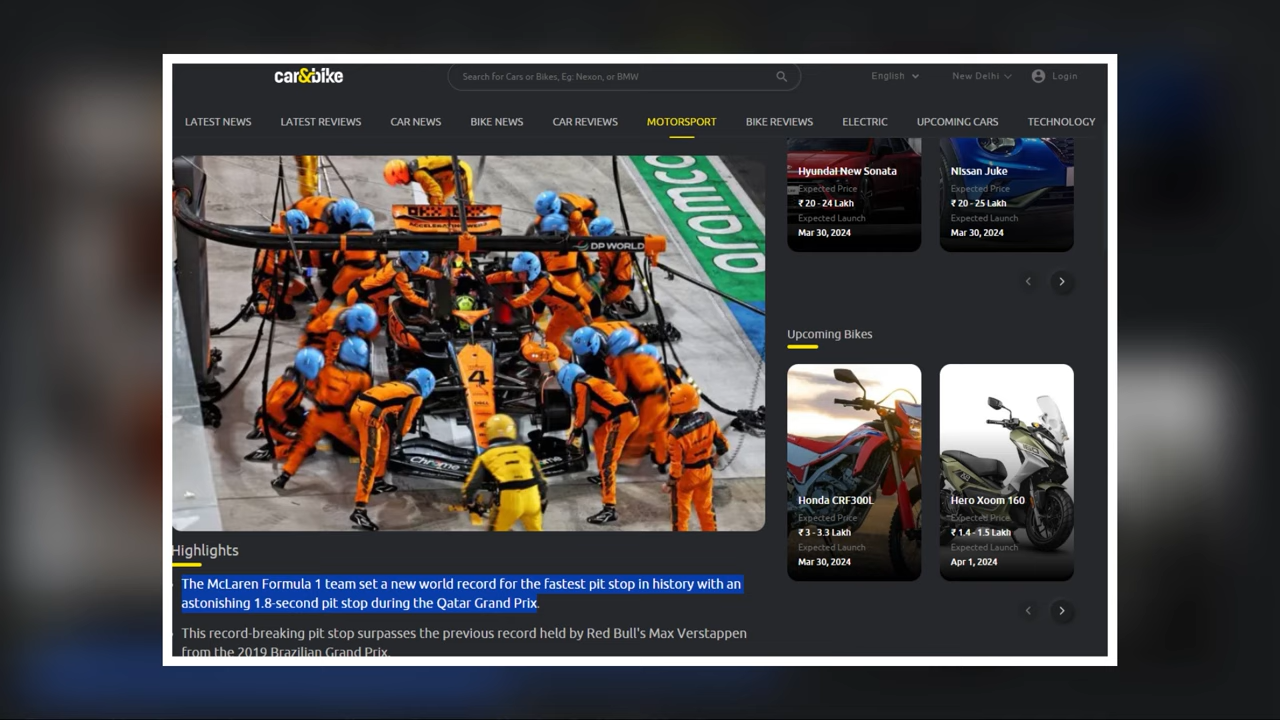 car&bike
Search for Cars or Bikes, Eg: Nexon, or BMW
English
New Delhi
Login
LATEST NEWS
LATEST REVIEWS
CAR NEWS
BIKE NEWS
CAR REVIEWS
MOTORSPORT
BIKE REVIEWS
ELECTRIC
UPCOMING CARS
TECHNOLOGY
aramco
DP WORLD
4
Chrome
Hyundai New Sonata
Expected Price
₹ 20 - 24 Lakh
Expected Launch
Mar 30, 2024
Nissan Juke
Expected Price
₹ 20 - 25 Lakh
Expected Launch
Mar 30, 2024
Upcoming Bikes
Honda CRF300L
Expected Price
₹ 3 - 3.3 Lakh
Expected Launch
Mar 30, 2024
Hero Xoom 160
Expected Price
₹ 1.4 - 1.5 Lakh
Expected Launch
Apr 1, 2024
Highlights
The McLaren Formula 1 team set a new world record for the fastest pit stop in history with an
astonishing 1.8-second pit stop during the Qatar Grand Prix.
This record-breaking pit stop surpasses the previous record held by Red Bull's Max Verstappen
from the 2019 Brazilian Grand Prix.